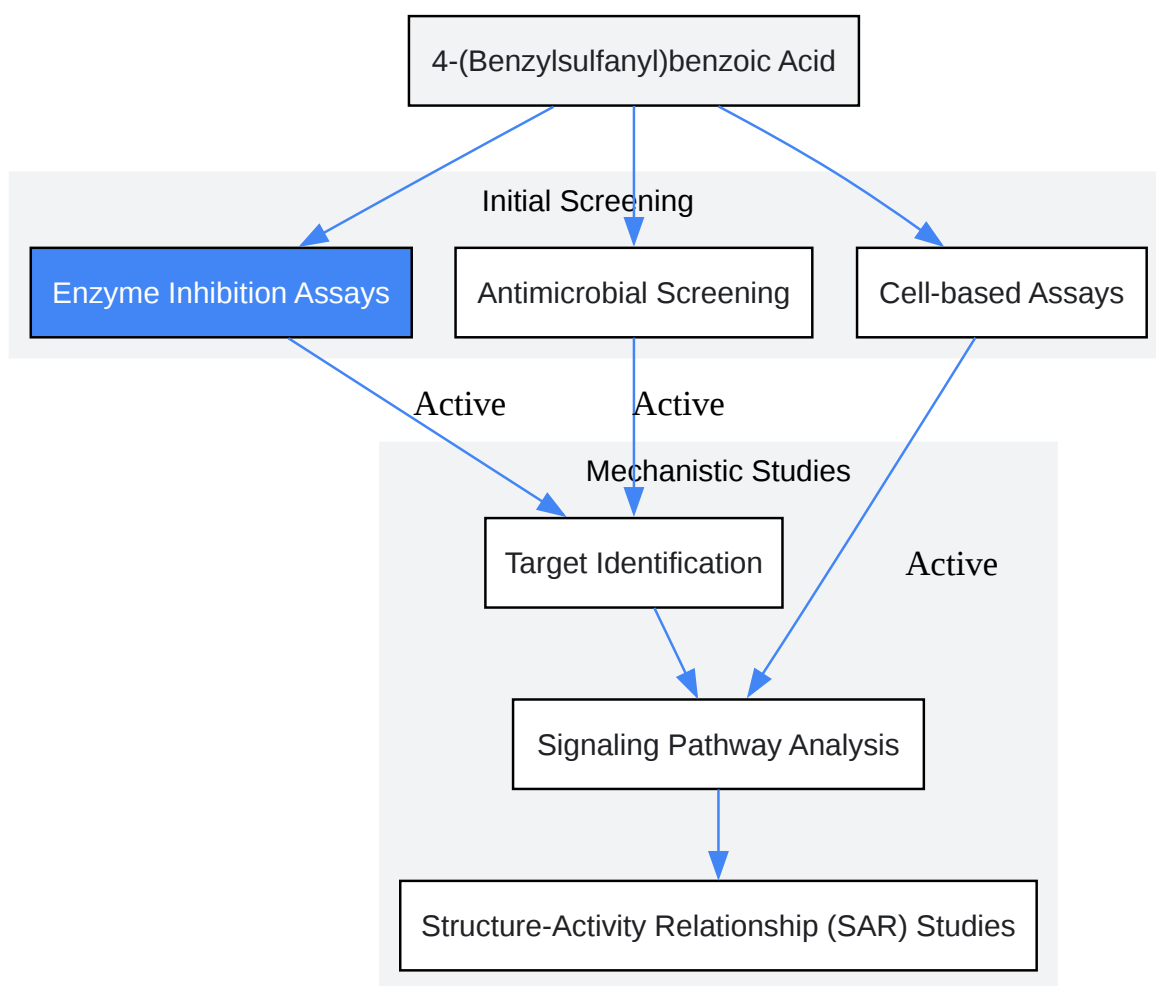 4-(Benzylsulfanyl)benzoic Acid
Initial Screening
Enzyme Inhibition Assays
Antimicrobial Screening
Cell-based Assays
Active
Active
Mechanistic Studies
Target Identification
Active
Signaling Pathway Analysis
Structure-Activity Relationship (SAR) Studies